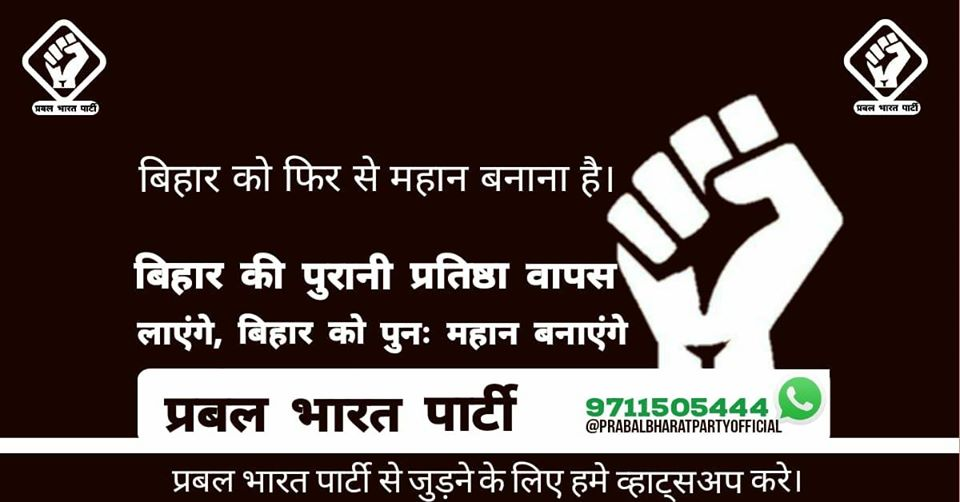 प्रबल भारत पार्टी
प्रबल भारत पार्टी
बिहार को फिर से महान बनाना है।
बिहार की पुरानी प्रतिष्ठा वापस
लाएंगे, बिहार को पुनः महान बनाएंगे
प्रबल भारत पार्टी
9711505444
@PRABALBHARATPARTYOFFICIAL
प्रबल भारत पार्टी से जुड़ने के लिए हमे व्हाट्सअप करे।